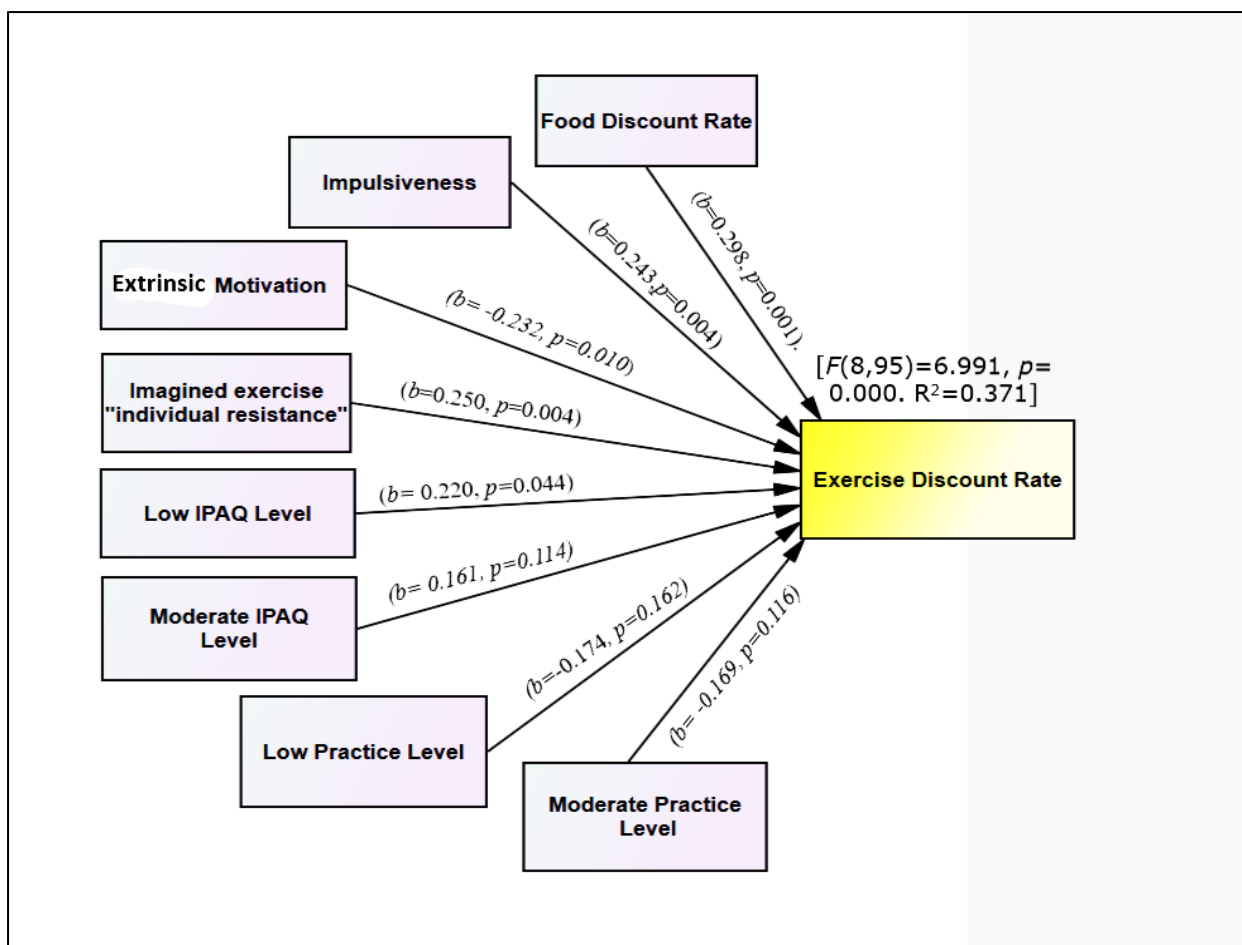 Food Discount Rate
(b=0.298, p=0.001).
Impulsiveness
(b=0.243,p=0.004)
Extrinsic Motivation
(b= -0.232, p=0.010)
[F(8,95)=6.991, p=
0.000. R²=0.371]
Imagined exercise
"individual resistance"
(b=0.250, p=0.004)
Exercise Discount Rate
Low IPAQ Level
(b= 0.220, p=0.044)
Moderate IPAQ
Level
(b= 0.161, p=0.114)
Low Practice Level
(b=-0.174, p=0.162)
Moderate Practice
Level
(b= -0.169, p=0.116)